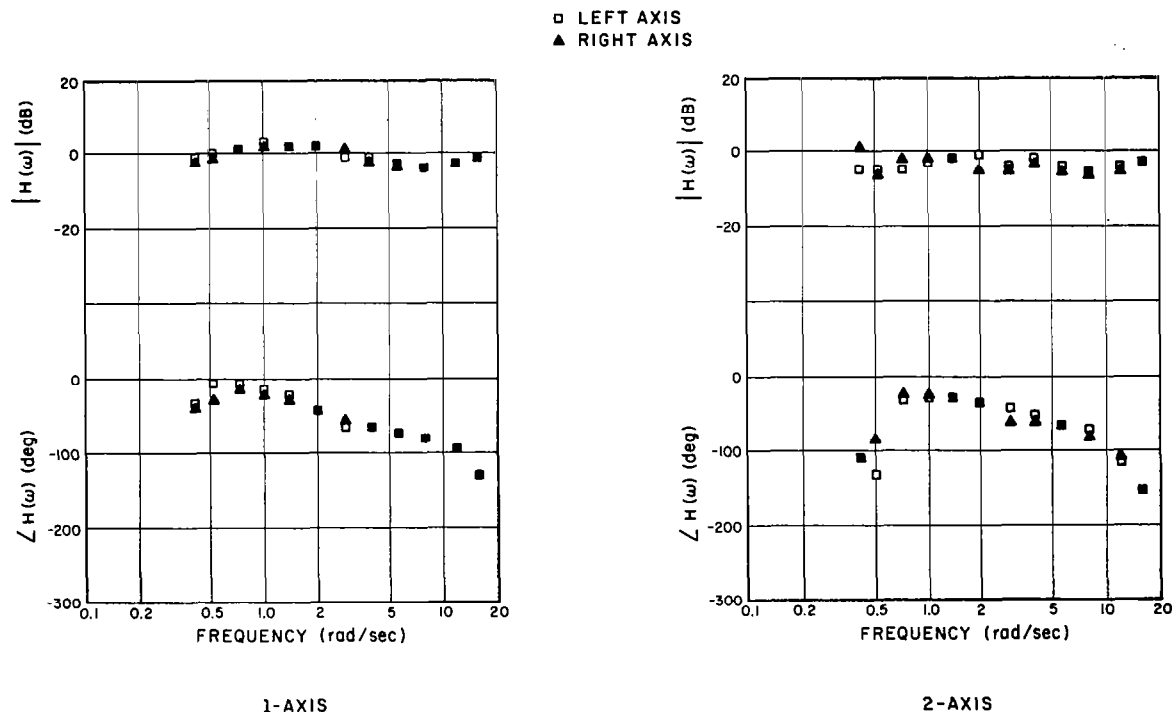 LEFT AXIS
RIGHT AXIS
|H(ω)| (dB)
20
0
-20
∠H(ω) (deg)
0
-100
-200
-300
0.1 0.2 0.5 1.0 2 5 10 20
FREQUENCY (rad/sec)
1-AXIS
|H(ω)| (dB)
20
0
-20
∠H(ω) (deg)
0
-100
-200
-300
0.1 0.2 0.5 1.0 2 5 10 20
FREQUENCY (rad/sec)
2-AXIS